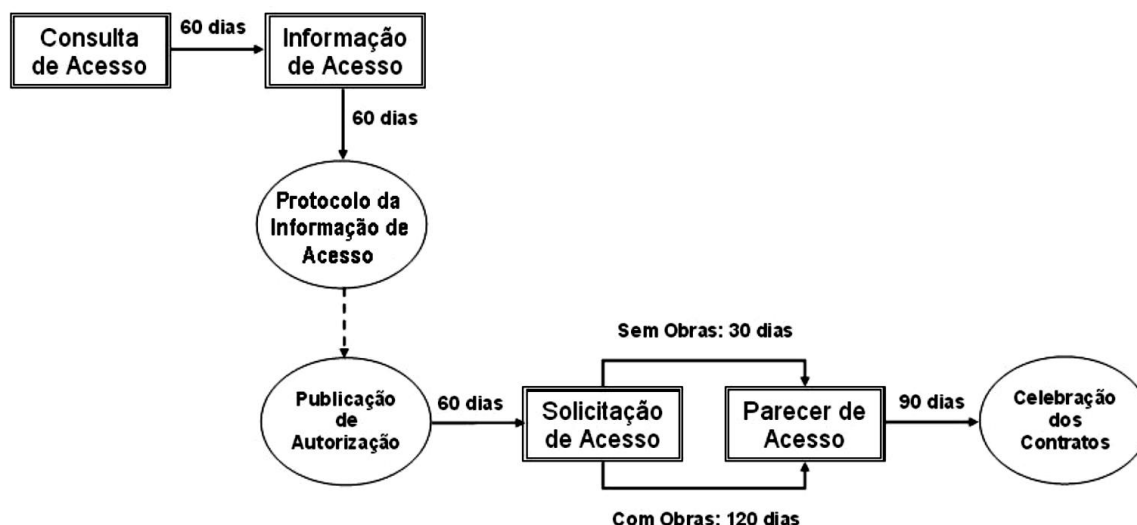 Consulta
de Acesso
60 dias
Informação
de Acesso
60 dias
Protocolo da
Informação de
Acesso
Publicação
de
Autorização
60 dias
Solicitação
de Acesso
Sem Obras: 30 dias
Com Obras: 120 dias
Parecer de
Acesso
90 dias
Celebração
dos
Contratos